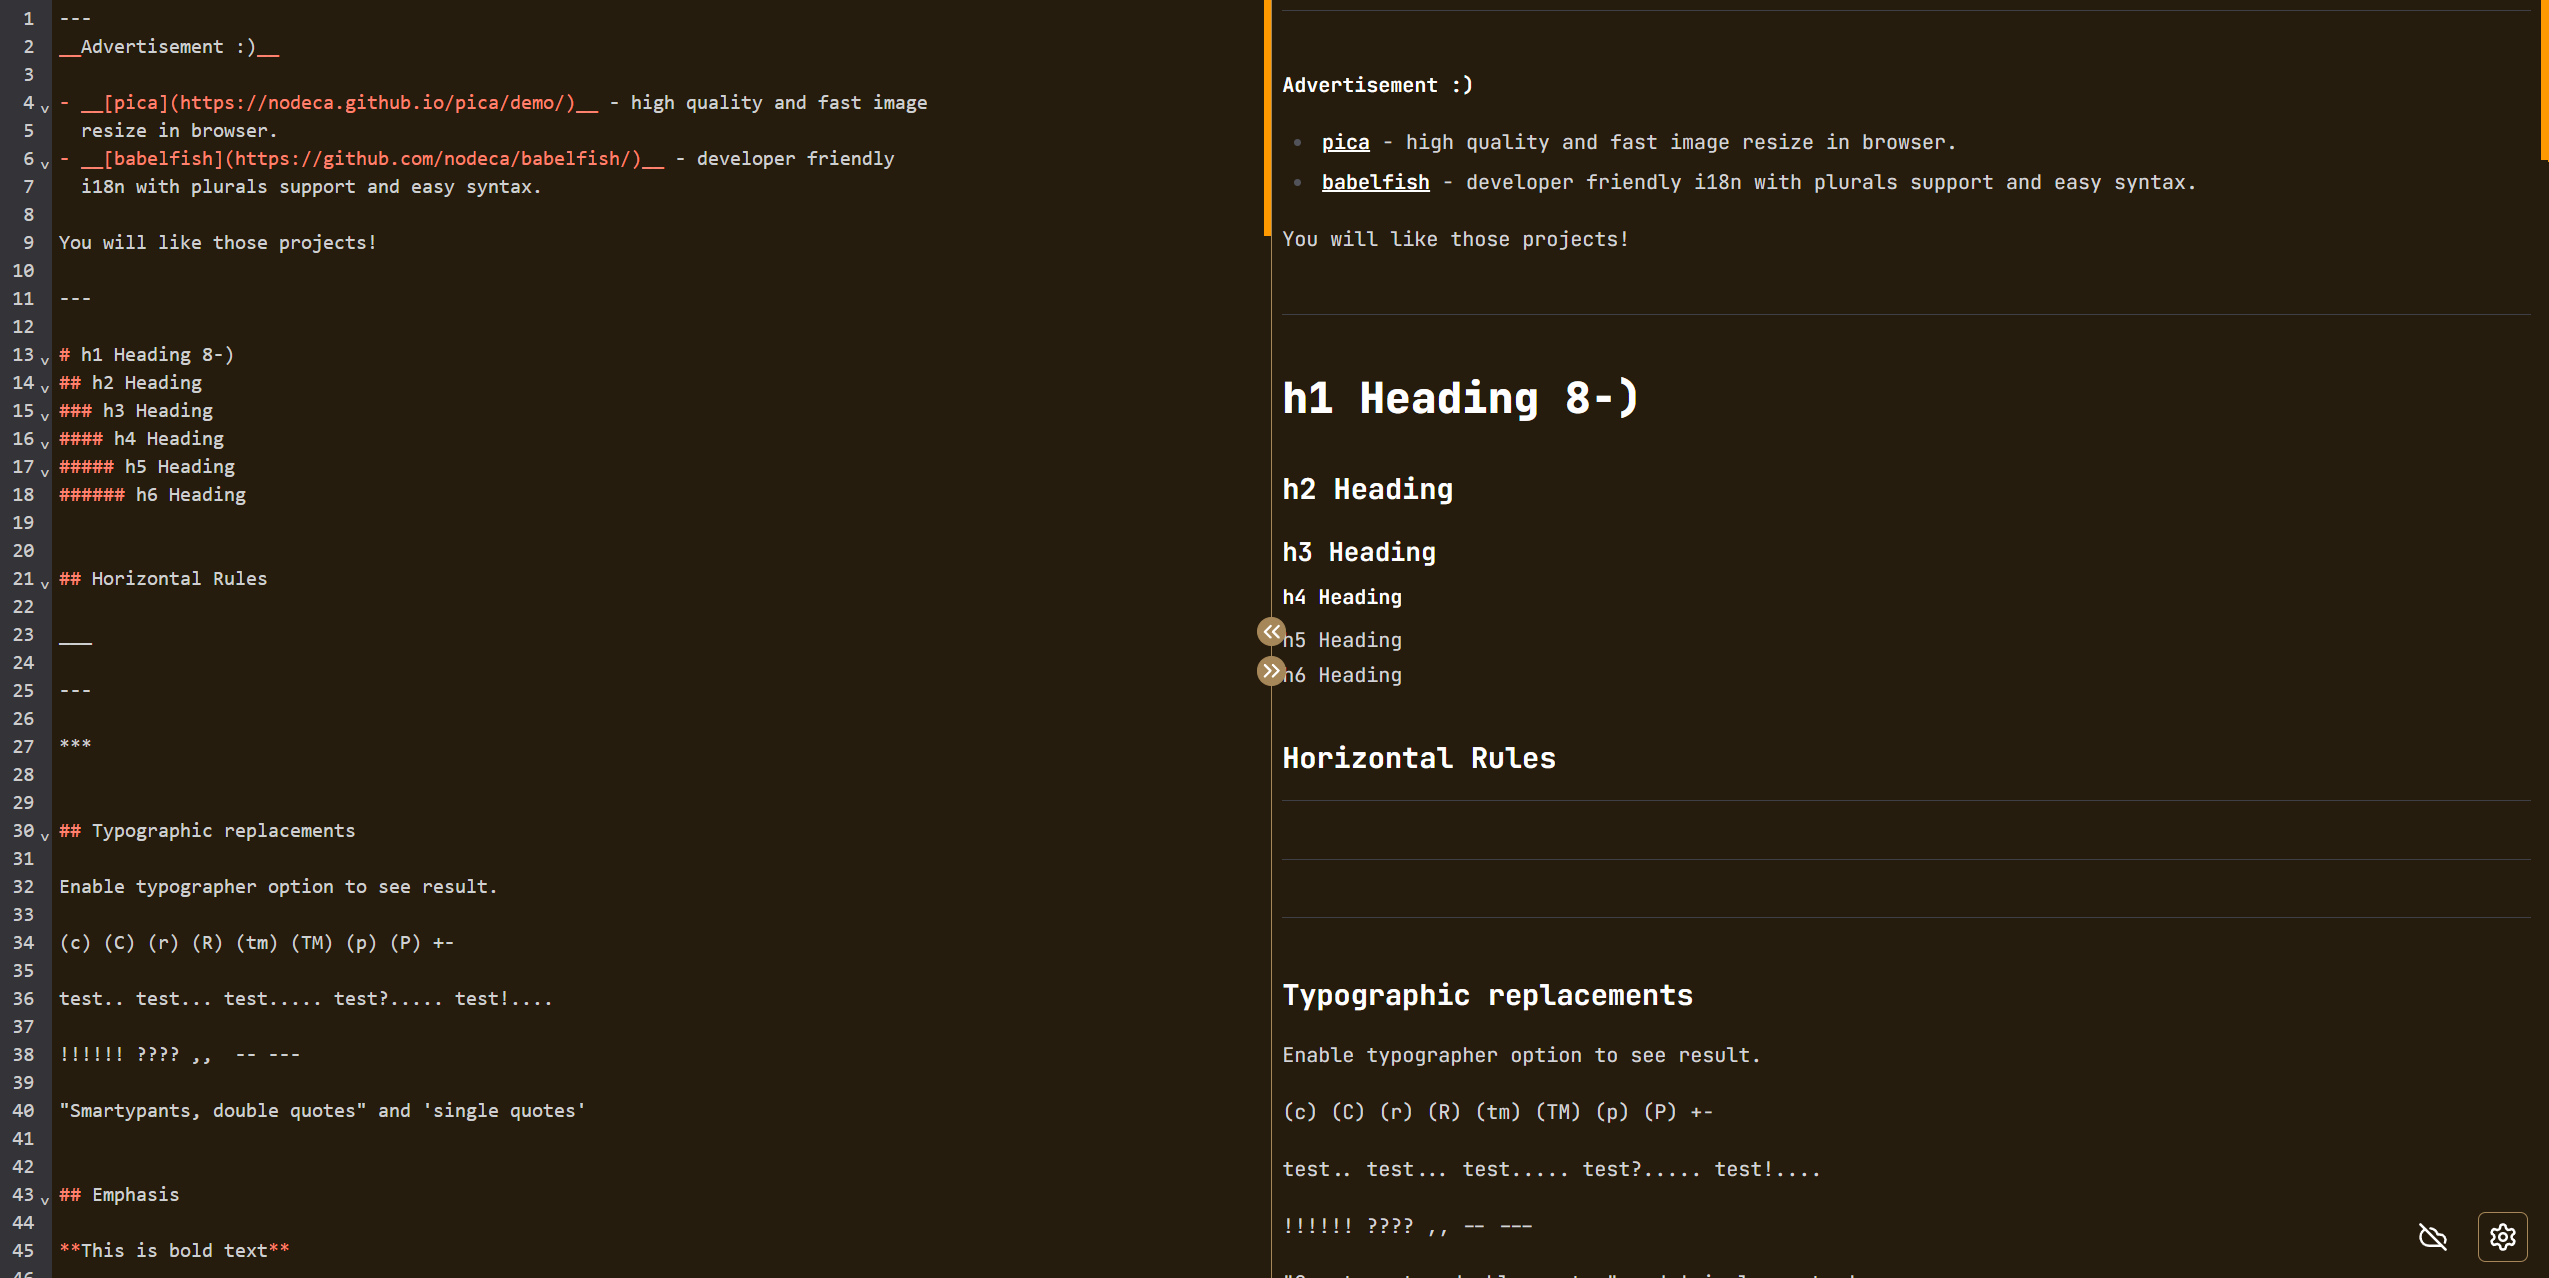 1 ---
2 __Advertisement :)__
3
4 - __[pica](https://nodeca.github.io/pica/demo/)__ - high quality and fast image
5 resize in browser.
6 - __[babelfish](https://github.com/nodeca/babelfish/)__ - developer friendly
7 i18n with plurals support and easy syntax.
8
9 You will like those projects!
10
11 ---
12
13 # h1 Heading 8-)
14 ## h2 Heading
15 ### h3 Heading
16 #### h4 Heading
17 ##### h5 Heading
18 ###### h6 Heading
19
20
21 ## Horizontal Rules
22
23 ___
24
25 ---
26
27 ***
28
29
30 ## Typographic replacements
31
32 Enable typographer option to see result.
33
34 (c) (C) (r) (R) (tm) (TM) (p) (P) +-
35
36 test.. test... test..... test?..... test!....
37
38 !!!!!! ???? ,,  -- ---
39
40 "Smartypants, double quotes" and 'single quotes'
41
42
43 ## Emphasis
44
45 **This is bold text**
Advertisement :)
• pica - high quality and fast image resize in browser.
• babelfish - developer friendly i18n with plurals support and easy syntax.
You will like those projects!
h1 Heading 8-)
h2 Heading
h3 Heading
h4 Heading
h5 Heading
h6 Heading
Horizontal Rules
Typographic replacements
Enable typographer option to see result.
(c) (C) (r) (R) (tm) (TM) (p) (P) +-
test.. test... test..... test?..... test!....
!!!!!! ???? ,, -- ---